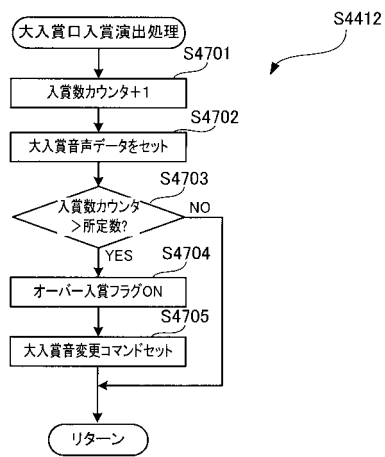 S4412
大入賞口入賞演出処理
S4701
入賞数カウンタ＋1
S4702
大入賞音声データをセット
S4703
入賞数カウンタ
＞所定数?
NO
YES
S4704
オーバー入賞フラグON
S4705
大入賞音変更コマンドセット
リターン